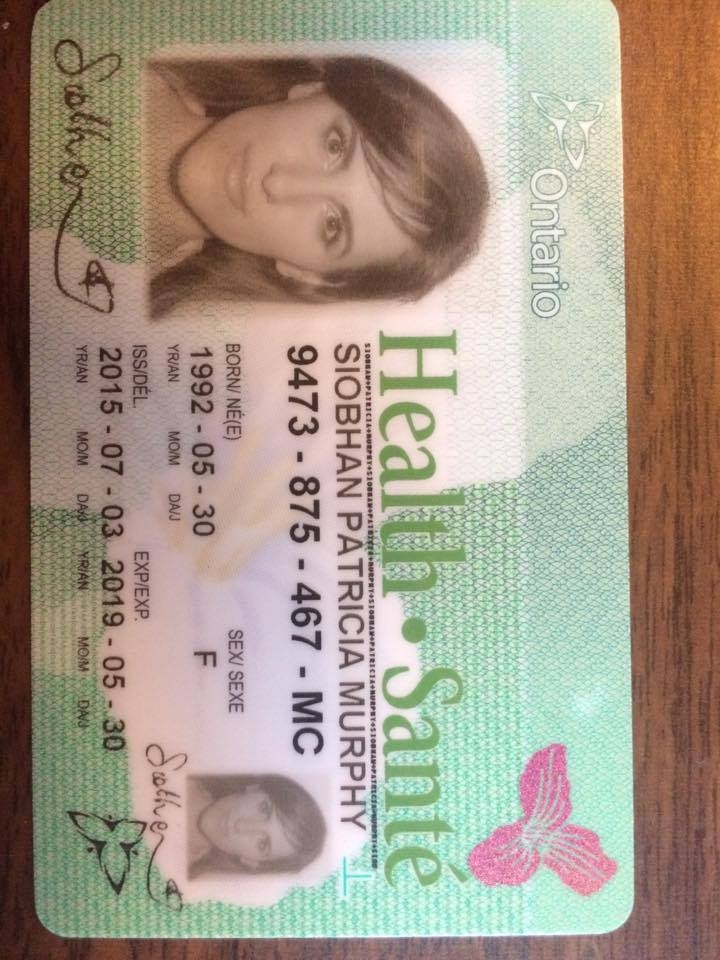 Ontario
Health • Santé
SIOBHAN PATRICIA MURPHY
9473 - 875 - 467 - MC
BORN/ NÉ(E) SEX/ SEXE
1992 - 05 - 30 F
YR/AN MO/M DA/J
ISS/DÉL. EXP/EXP.
2015 - 07 - 03 2019 - 05 - 30
YR/AN MO/M DA/J YR/AN MO/M DA/J